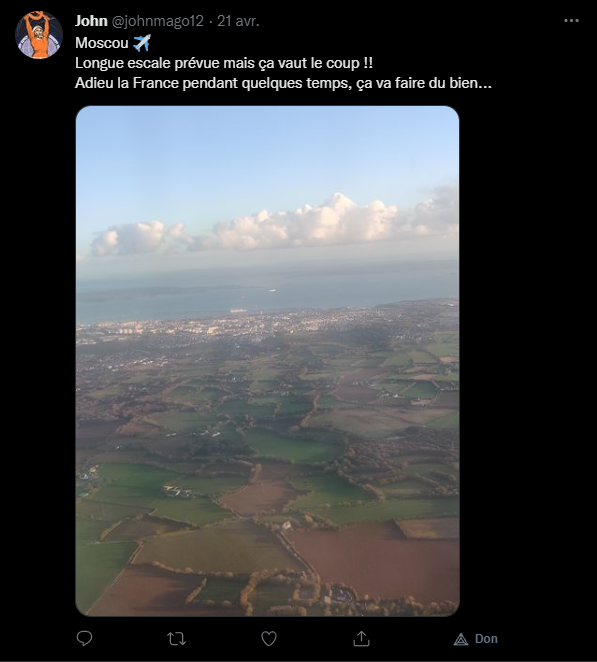 John @johnmago12 · 21 avr.
Moscou ✈️
Longue escale prévue mais ça vaut le coup !!
Adieu la France pendant quelques temps, ça va faire du bien...
Don